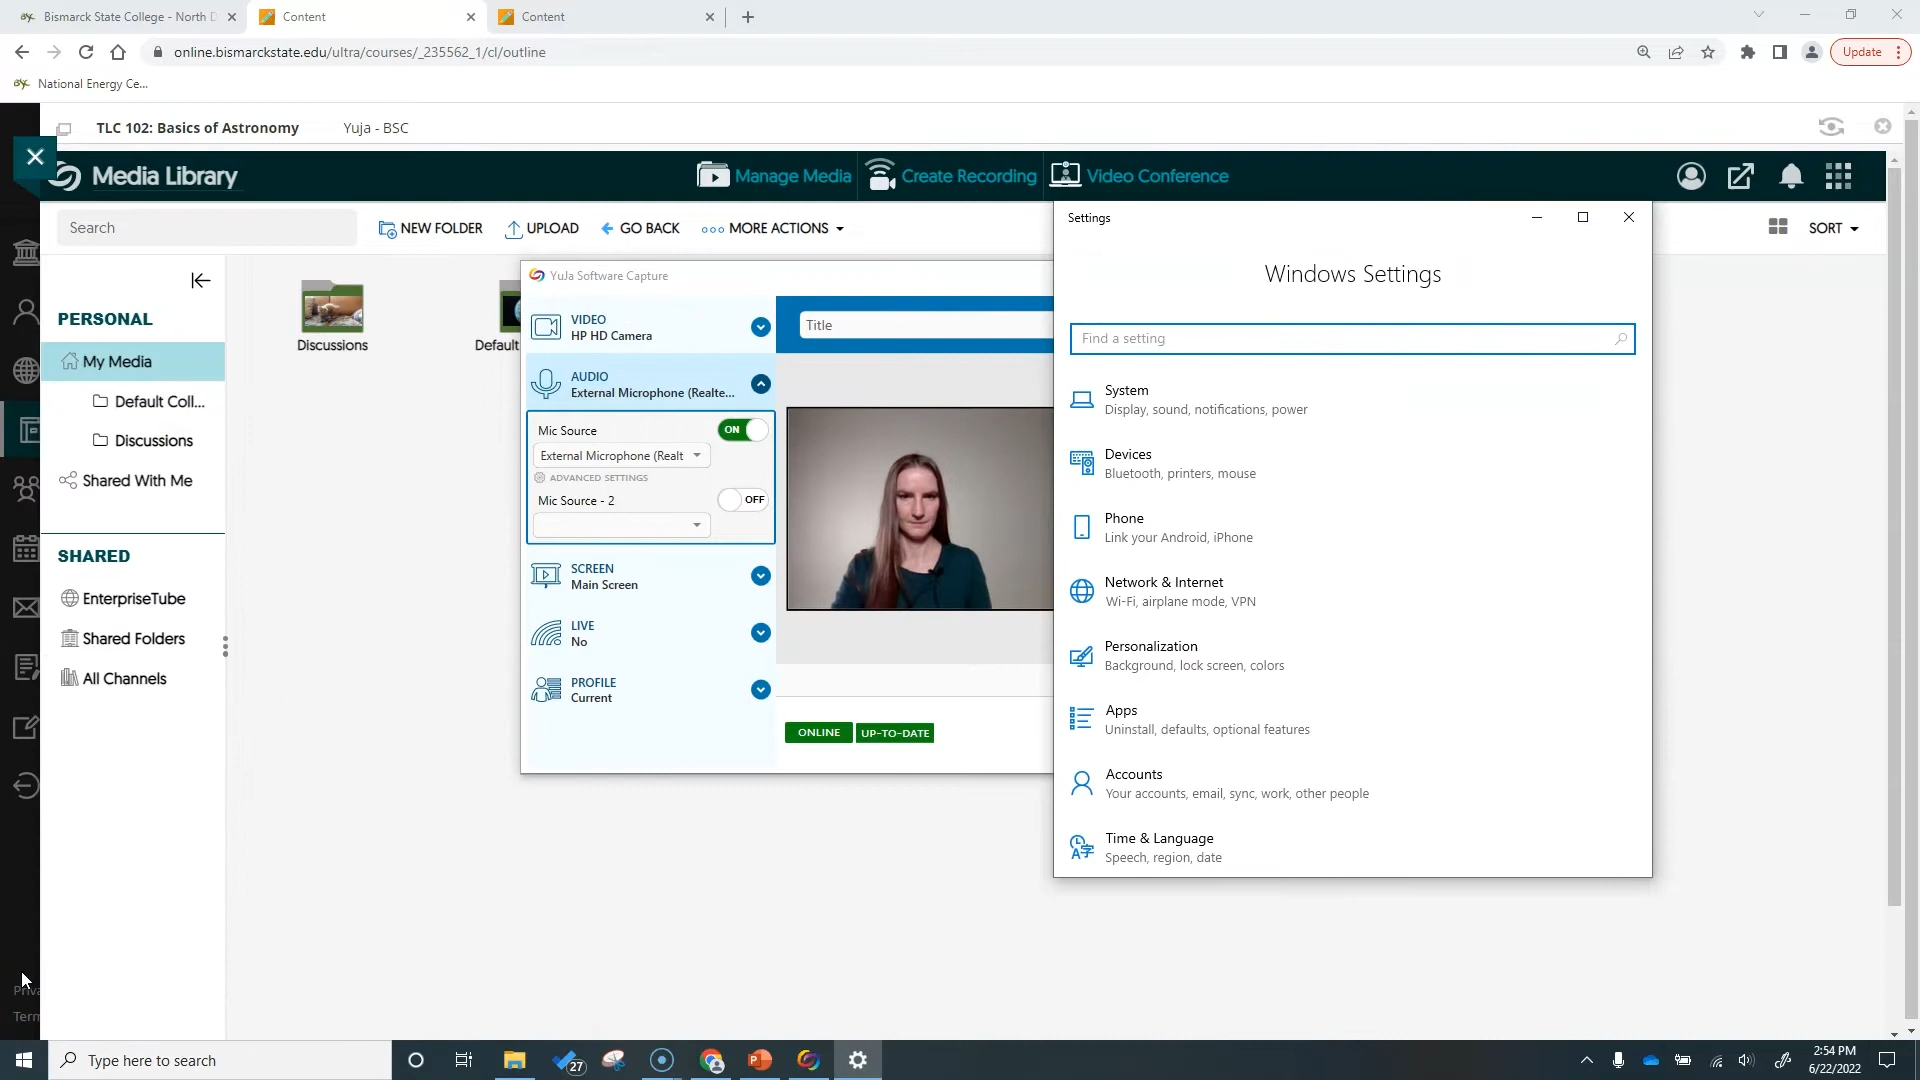 Bismarck State College - North D
Content
Content
online.bismarckstate.edu/ultra/courses/_235562_1/cl/outline
Update
National Energy Ce...
TLC 102: Basics of Astronomy
Yuja - BSC
Media Library
Manage Media
Create Recording
Video Conference
Search
NEW FOLDER
UPLOAD
GO BACK
MORE ACTIONS
SORT
PERSONAL
My Media
Default Coll...
Discussions
Shared With Me
SHARED
EnterpriseTube
Shared Folders
All Channels
Discussions
Default
YuJa Software Capture
VIDEO
HP HD Camera
AUDIO
External Microphone (Realte...
Mic Source
ON
External Microphone (Realt
ADVANCED SETTINGS
Mic Source - 2
OFF
SCREEN
Main Screen
LIVE
No
PROFILE
Current
Title
ONLINE
UP-TO-DATE
Settings
Windows Settings
Find a setting
System
Display, sound, notifications, power
Devices
Bluetooth, printers, mouse
Phone
Link your Android, iPhone
Network & Internet
Wi-Fi, airplane mode, VPN
Personalization
Background, lock screen, colors
Apps
Uninstall, defaults, optional features
Accounts
Your accounts, email, sync, work, other people
Time & Language
Speech, region, date
Priva
Term
Type here to search
27
2:54 PM
6/22/2022